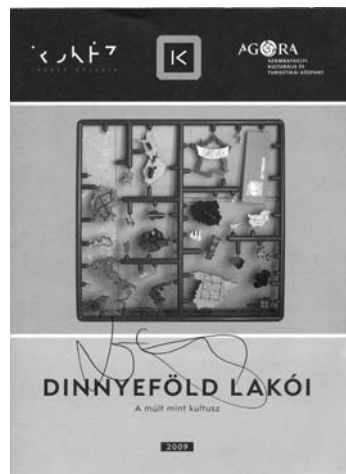 AGORA
SZOMBATHELYI
KULTURÁLIS ÉS
TURISZTIKAI KÖZPONT
DINNYEFÖLD LAKÓI
A múlt mint kultusz
2009